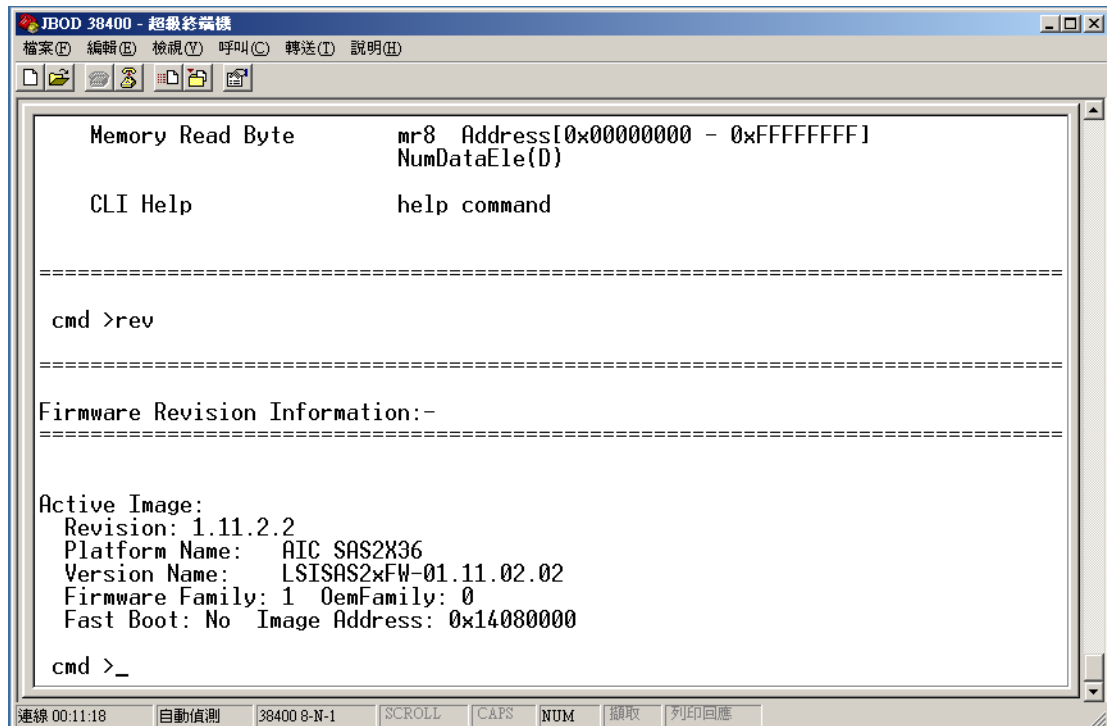 JBOD 38400 - 超級終端機
檔案(F) 編輯(E) 檢視(V) 呼叫(C) 轉送(T) 說明(H)
Memory Read Byte mr8 Address[0x00000000 - 0xFFFFFFFF]
NumDataEle(D)
CLI Help help command
================================================================================
cmd >rev
================================================================================
Firmware Revision Information:-
================================================================================
Active Image:
Revision: 1.11.2.2
Platform Name: AIC SAS2X36
Version Name: LSISAS2xFW-01.11.02.02
Firmware Family: 1 OemFamily: 0
Fast Boot: No Image Address: 0x14080000
cmd >_
連線 00:11:18 自動偵測 38400 8-N-1 SCROLL CAPS NUM 擷取 列印回應